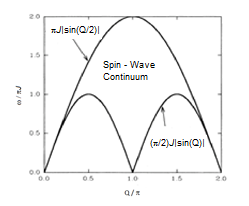 2.0
πJ|sin(Q/2)|
1.5
Spin - Wave
Continuum
ω/πJ
1.0
0.5
(π/2)J|sin(Q)|
0.0
0.0 0.5 1.0 1.5 2.0
Q/π